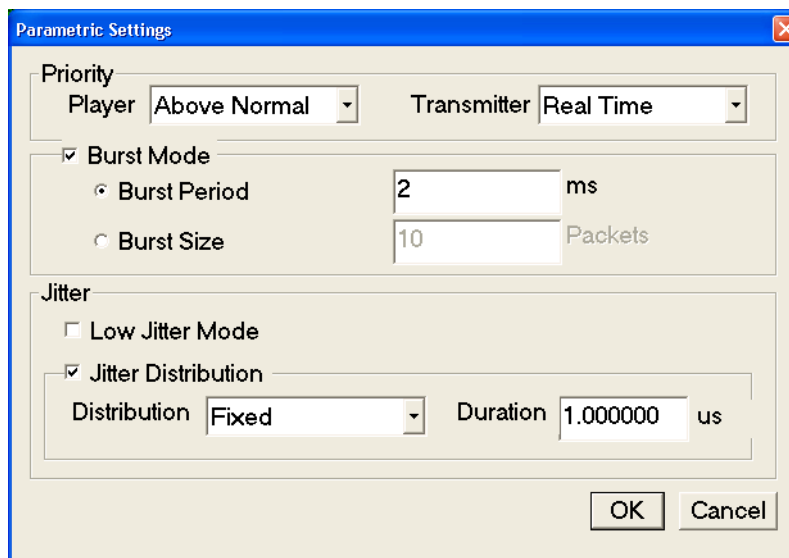 Parametric Settings
Priority
Player Above Normal Transmitter Real Time
Burst Mode
Burst Period 2 ms
Burst Size 10 Packets
Jitter
Low Jitter Mode
Jitter Distribution
Distribution Fixed Duration 1.000000 us
OK Cancel